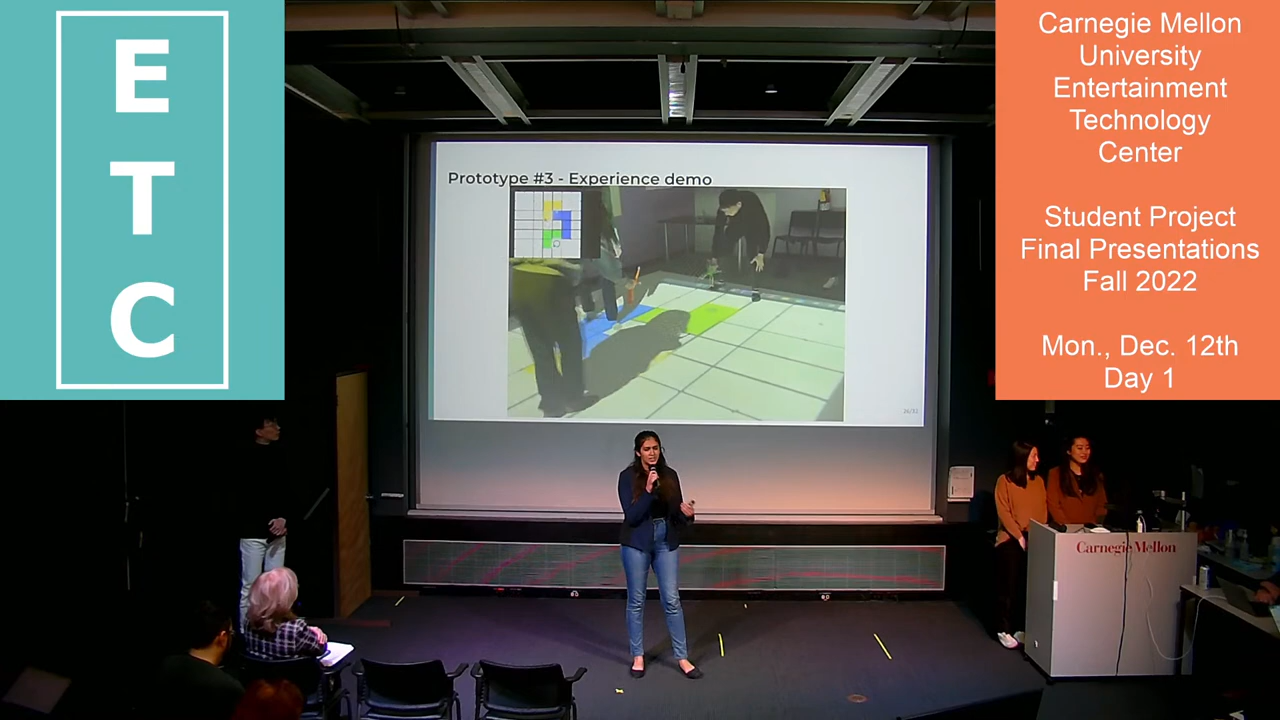 E
T
C
Carnegie Mellon
University
Entertainment
Technology
Center
Student Project
Final Presentations
Fall 2022
Mon., Dec. 12th
Day 1
Prototype #3 - Experience demo
Carnegie Mellon